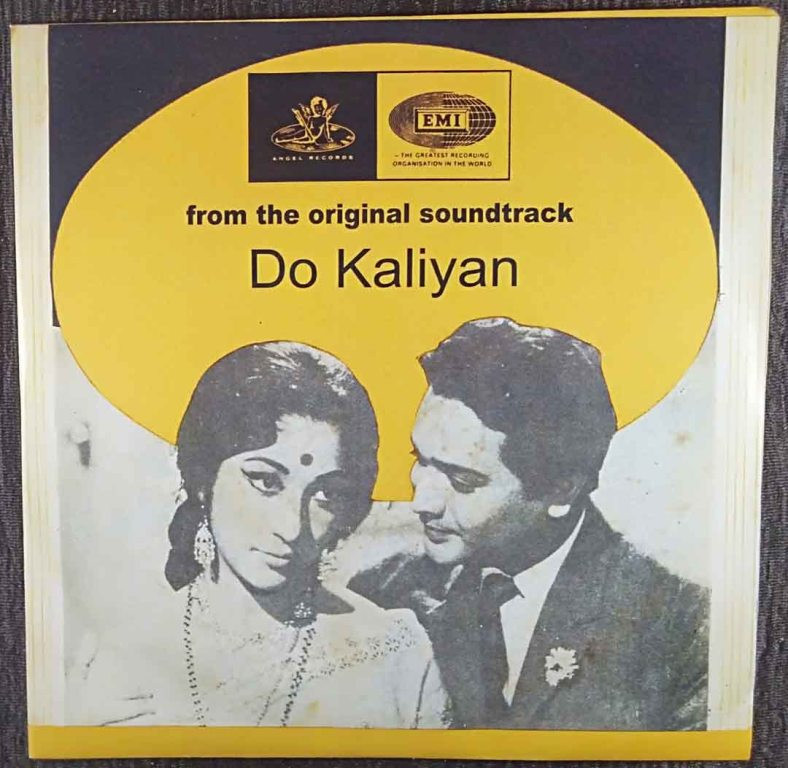 ANGEL RECORDS
EMI
– THE GREATEST RECORDING
ORGANISATION IN THE WORLD
from the original soundtrack
Do Kaliyan